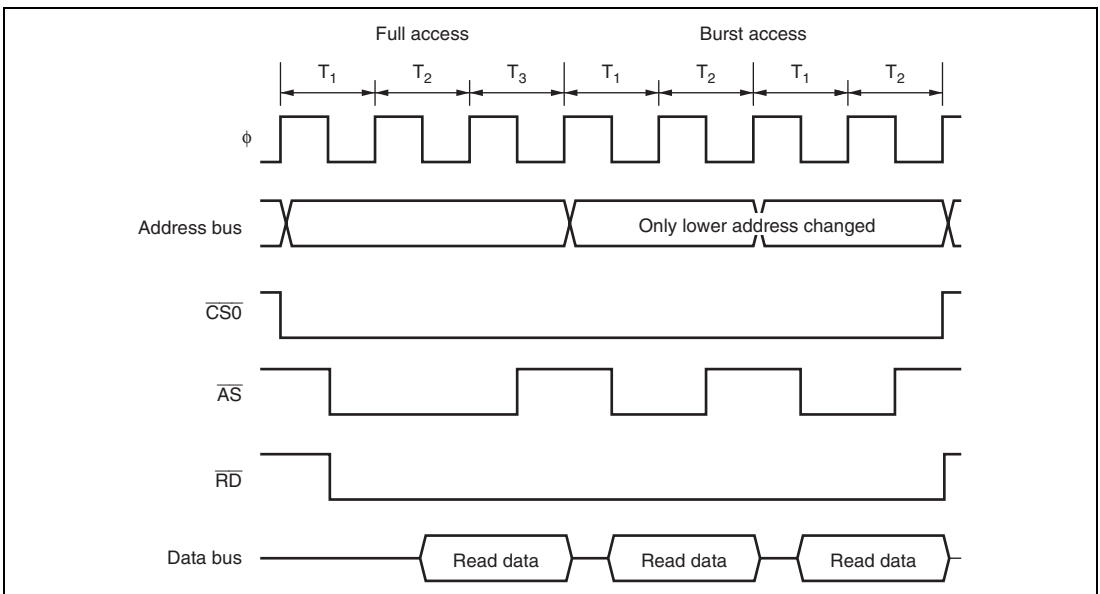 Full access Burst access
T1 T2 T3 T1 T2 T1 T2
ϕ
Address bus Only lower address changed
CS0
AS
RD
Data bus Read data Read data Read data